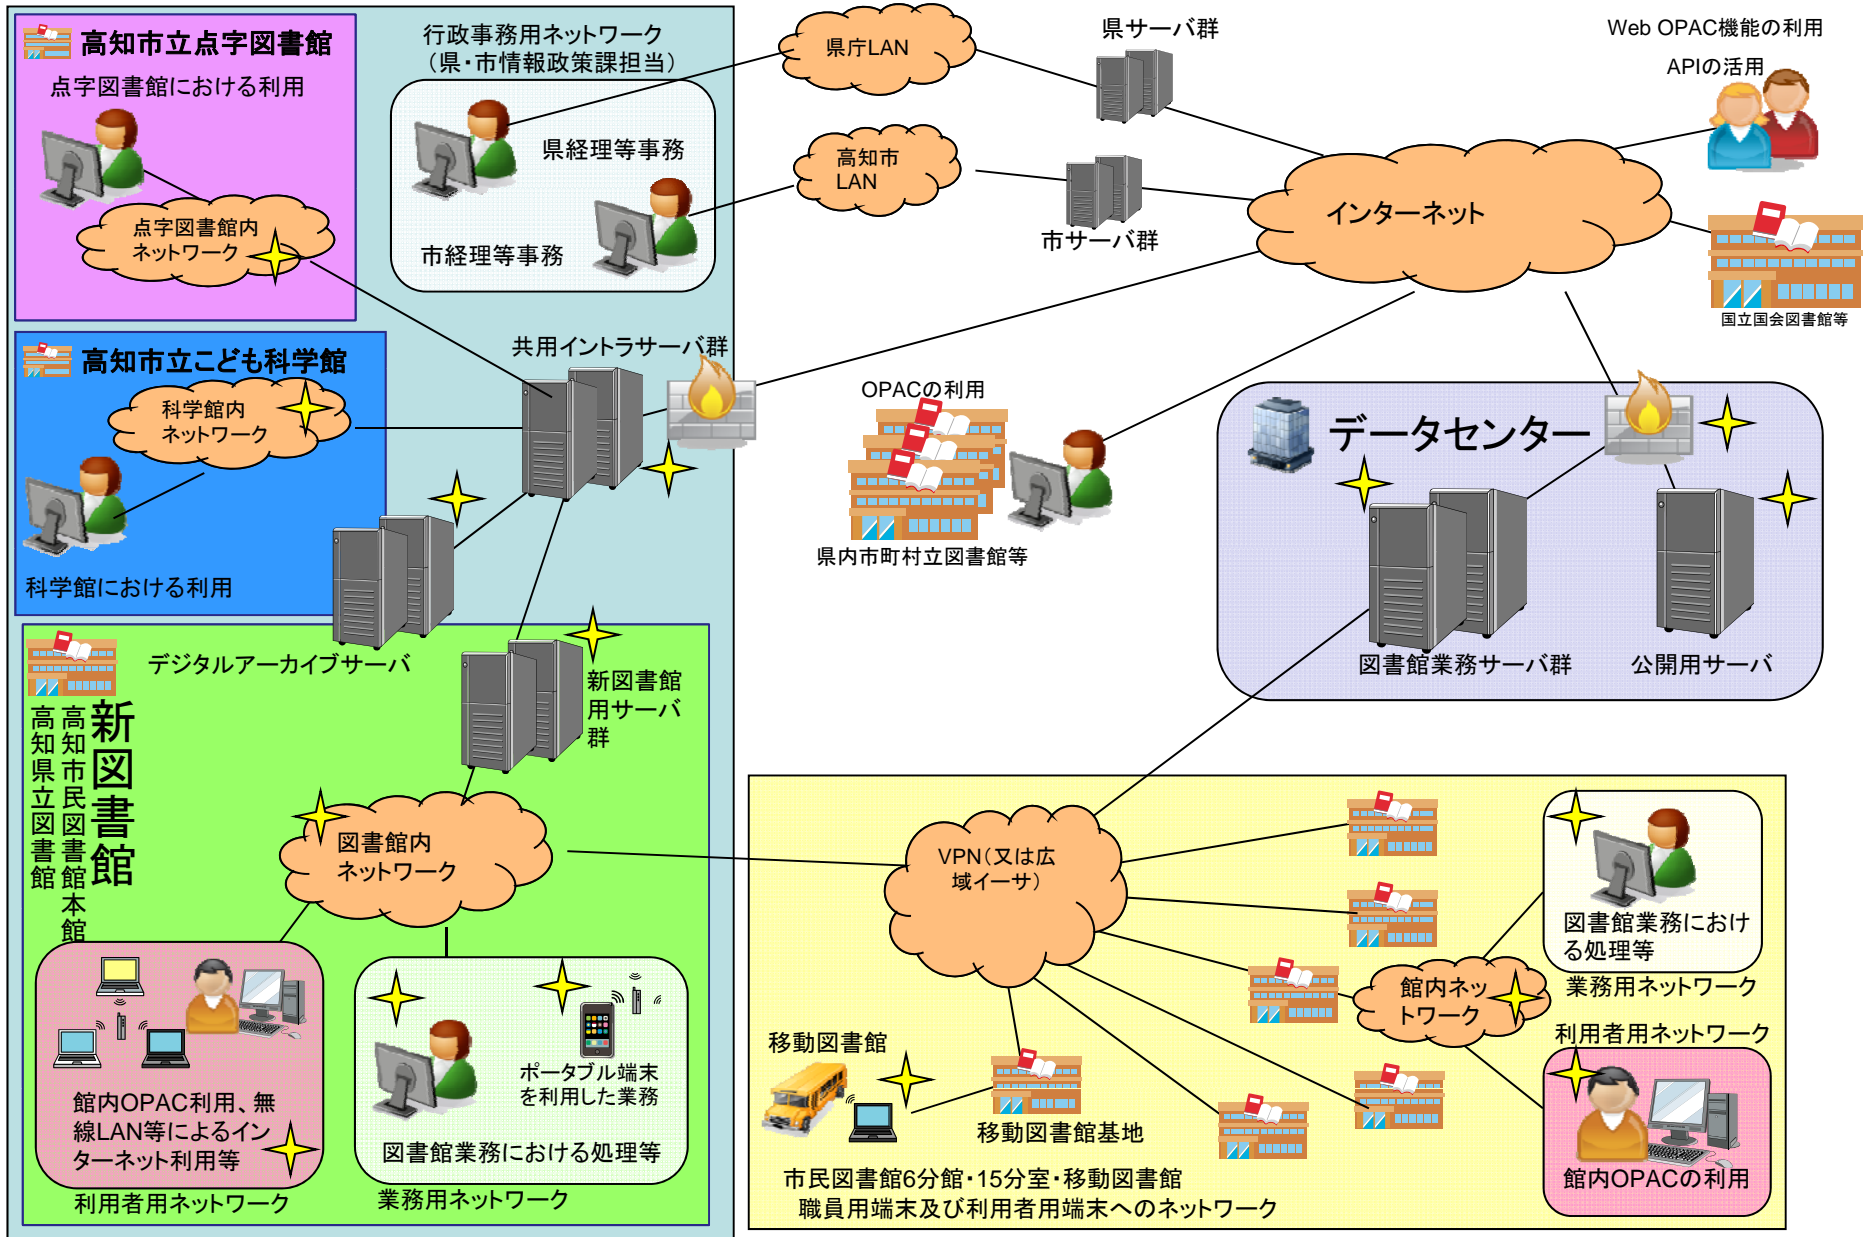 高知市立点字図書館
点字図書館における利用
点字図書館内
ネットワーク
行政事務用ネットワーク
（県・市情報政策課担当）
県経理等事務
市経理等事務
県庁LAN
高知市
LAN
県サーバ群
市サーバ群
インターネット
Web OPAC機能の利用
APIの活用
国立国会図書館等
高知市立こども科学館
科学館内
ネットワーク
科学館における利用
共用イントラサーバ群
OPACの利用
県内市町村立図書館等
データセンター
図書館業務サーバ群
公開用サーバ
デジタルアーカイブサーバ
新図書館
用サーバ
群
新図書館
高知市民図書館本館
高知県立図書館
図書館内
ネットワーク
館内OPAC利用、無
線LAN等によるイン
ターネット利用等
利用者用ネットワーク
ポータブル端末
を利用した業務
図書館業務における処理等
業務用ネットワーク
VPN（又は広
域イーサ）
移動図書館
移動図書館基地
館内ネッ
トワーク
図書館業務におけ
る処理等
業務用ネットワーク
利用者用ネットワーク
館内OPACの利用
市民図書館6分館・15分室・移動図書館
職員用端末及び利用者用端末へのネットワーク